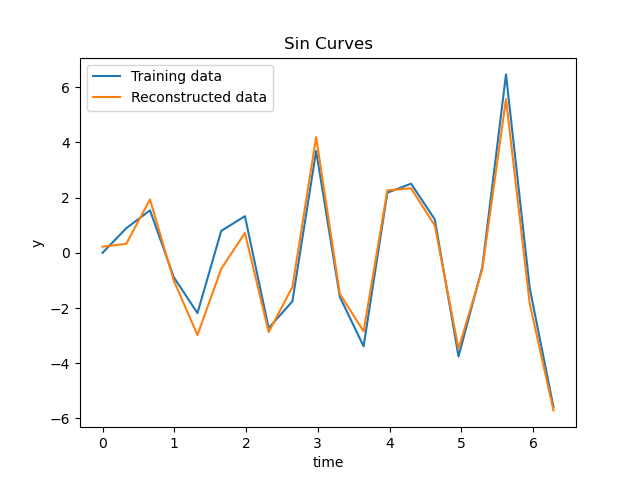 Sin Curves
Training data
Reconstructed data
6
4
2
0
−2
−4
−6
y
0 1 2 3 4 5 6
time